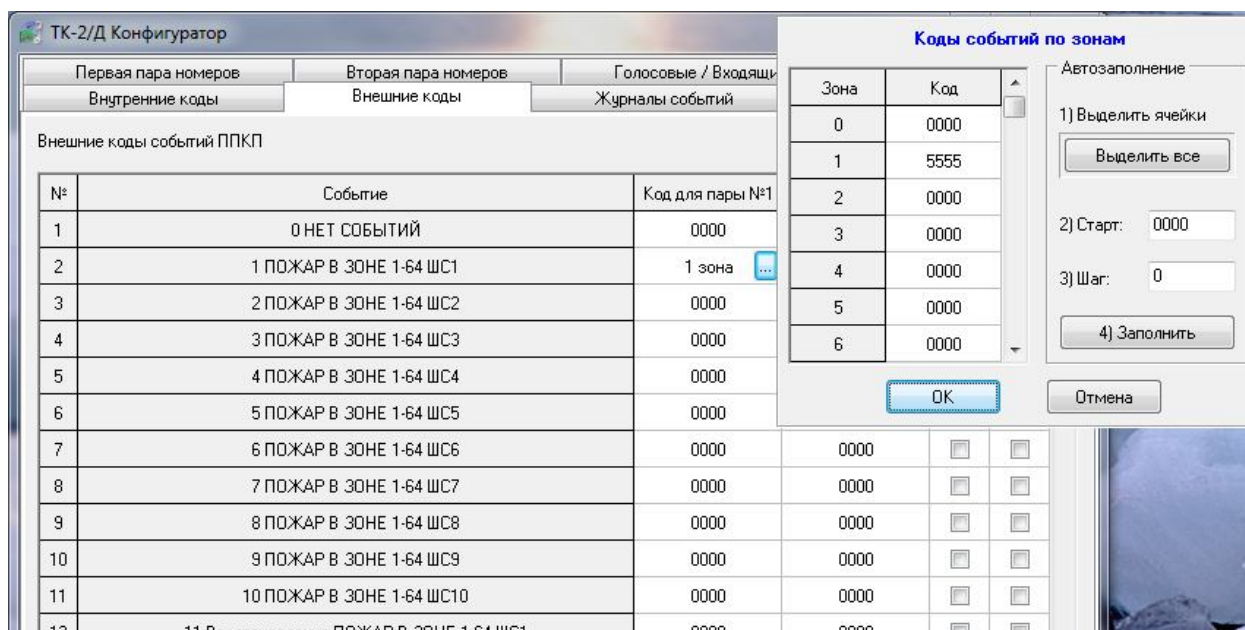 ТК-2/Д Конфигуратор
Первая пара номеров
Вторая пара номеров
Голосовые / Входящи
Внутренние коды
Внешние коды
Журналы событий
Внешние коды событий ППКП
№ Событие Код для пары №1
1 0 НЕТ СОБЫТИЙ 0000
2 1 ПОЖАР В ЗОНЕ 1-64 ШС1 1 зона ...
3 2 ПОЖАР В ЗОНЕ 1-64 ШС2 0000
4 3 ПОЖАР В ЗОНЕ 1-64 ШС3 0000
5 4 ПОЖАР В ЗОНЕ 1-64 ШС4 0000
6 5 ПОЖАР В ЗОНЕ 1-64 ШС5 0000
7 6 ПОЖАР В ЗОНЕ 1-64 ШС6 0000 0000
8 7 ПОЖАР В ЗОНЕ 1-64 ШС7 0000 0000
9 8 ПОЖАР В ЗОНЕ 1-64 ШС8 0000 0000
10 9 ПОЖАР В ЗОНЕ 1-64 ШС9 0000 0000
11 10 ПОЖАР В ЗОНЕ 1-64 ШС10 0000 0000
Коды событий по зонам
Зона Код
0 0000
1 5555
2 0000
3 0000
4 0000
5 0000
6 0000
Автозаполнение
1) Выделить ячейки
Выделить все
2) Старт: 0000
3) Шаг: 0
4) Заполнить
OK
Отмена